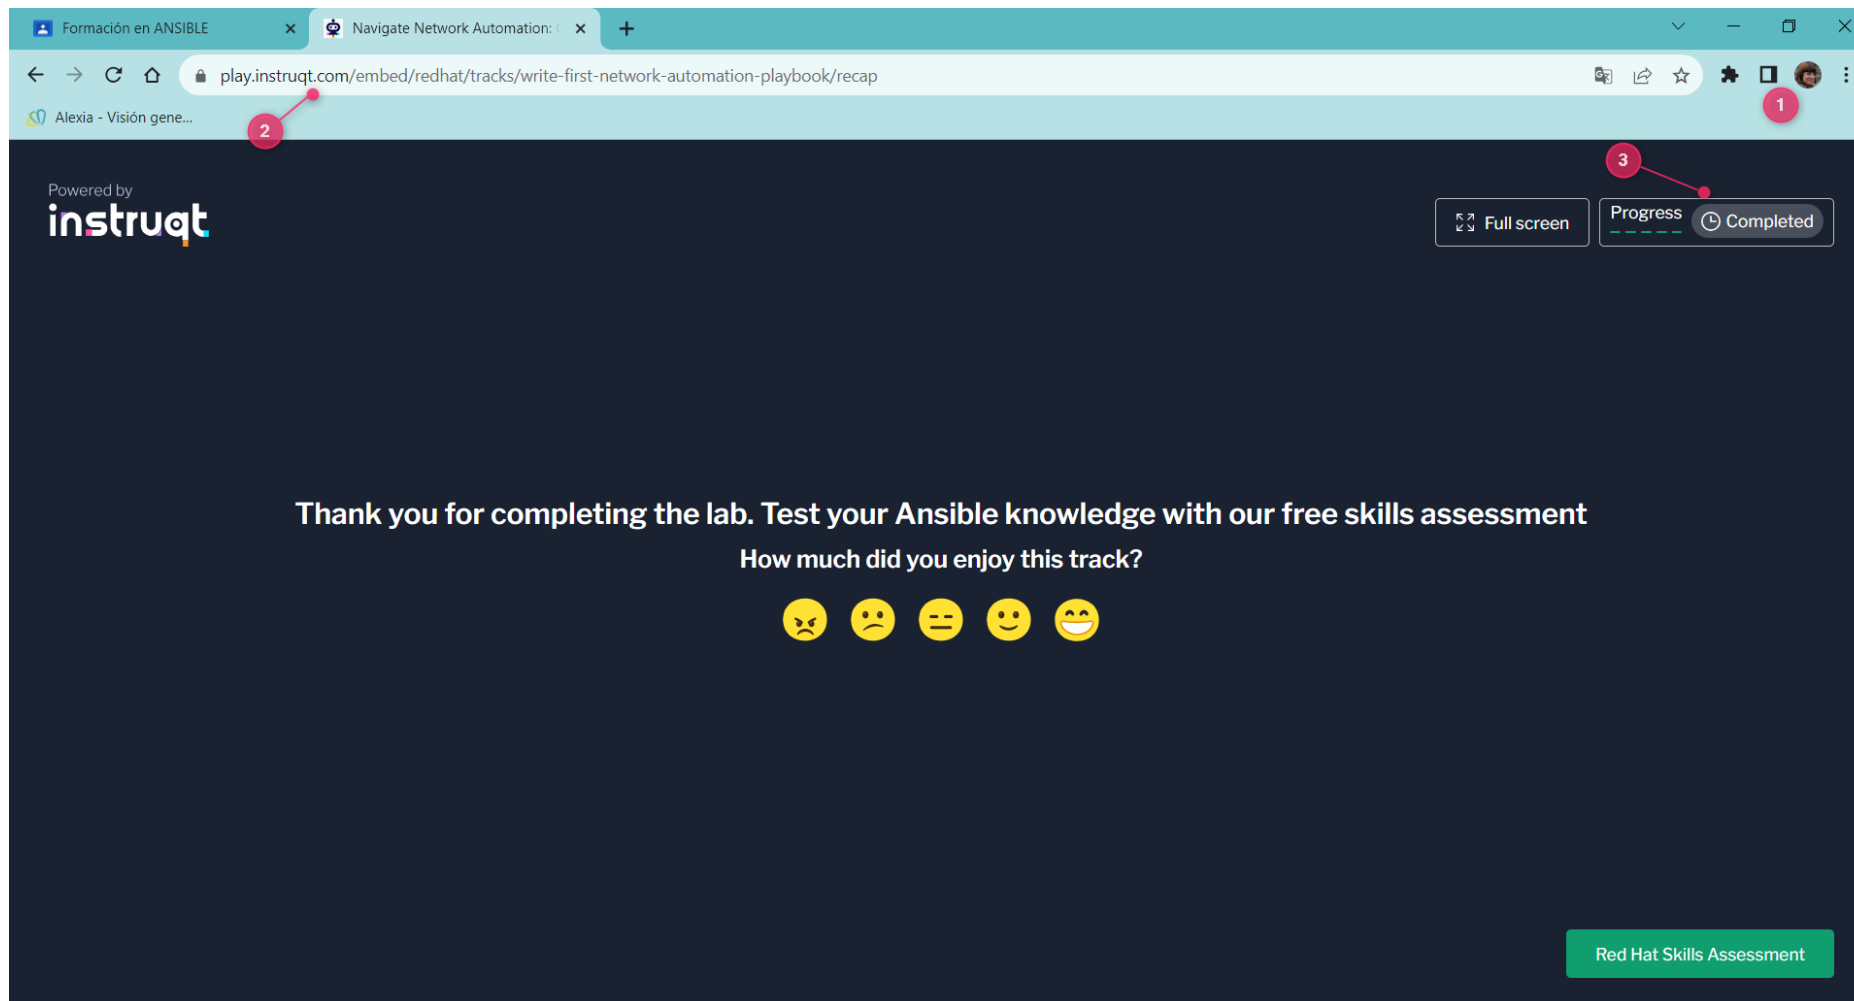 Formación en ANSIBLE
Navigate Network Automation:
play.instruqt.com/embed/redhat/tracks/write-first-network-automation-playbook/recap
Alexia - Visión gene...
1
2
3
Powered by
instruqt
Full screen
Progress
Completed
Thank you for completing the lab. Test your Ansible knowledge with our free skills assessment
How much did you enjoy this track?
Red Hat Skills Assessment